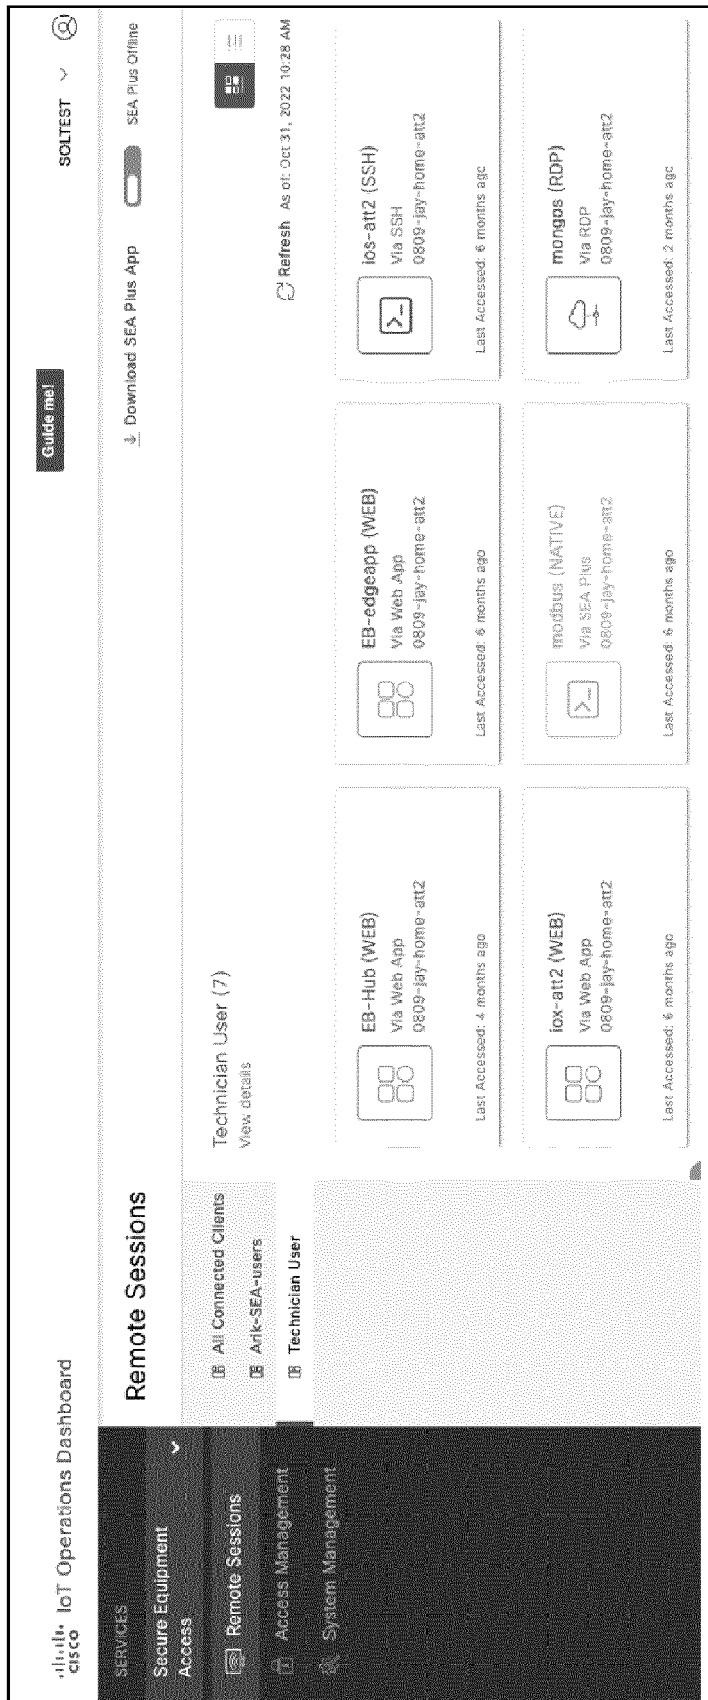 cisco IoT Operations Dashboard
Guide me!
SOLTEST
SERVICES
Secure Equipment
Access
Remote Sessions
Access Management
System Management
Remote Sessions
Download SEA Plus App
SEA Plus Offline
All Connected Clients
Arik-SEA-users
Technician User
Technician User (7)
View details
Refresh As of: Oct 31, 2022 10:28 AM
EB-Hub (WEB)
Via Web App
0809-jay-home-att2
Last Accessed: 4 months ago
EB-edgeapp (WEB)
Via Web App
0809-jay-home-att2
Last Accessed: 6 months ago
ios-att2 (SSH)
Via SSH
0809-jay-home-att2
Last Accessed: 6 months ago
iox-att2 (WEB)
Via Web App
0809-jay-home-att2
Last Accessed: 6 months ago
modbus (NATIVE)
Via SEA Plus
0809-jay-home-att2
Last Accessed: 6 months ago
mongos (RDP)
Via RDP
0809-jay-home-att2
Last Accessed: 2 months ago